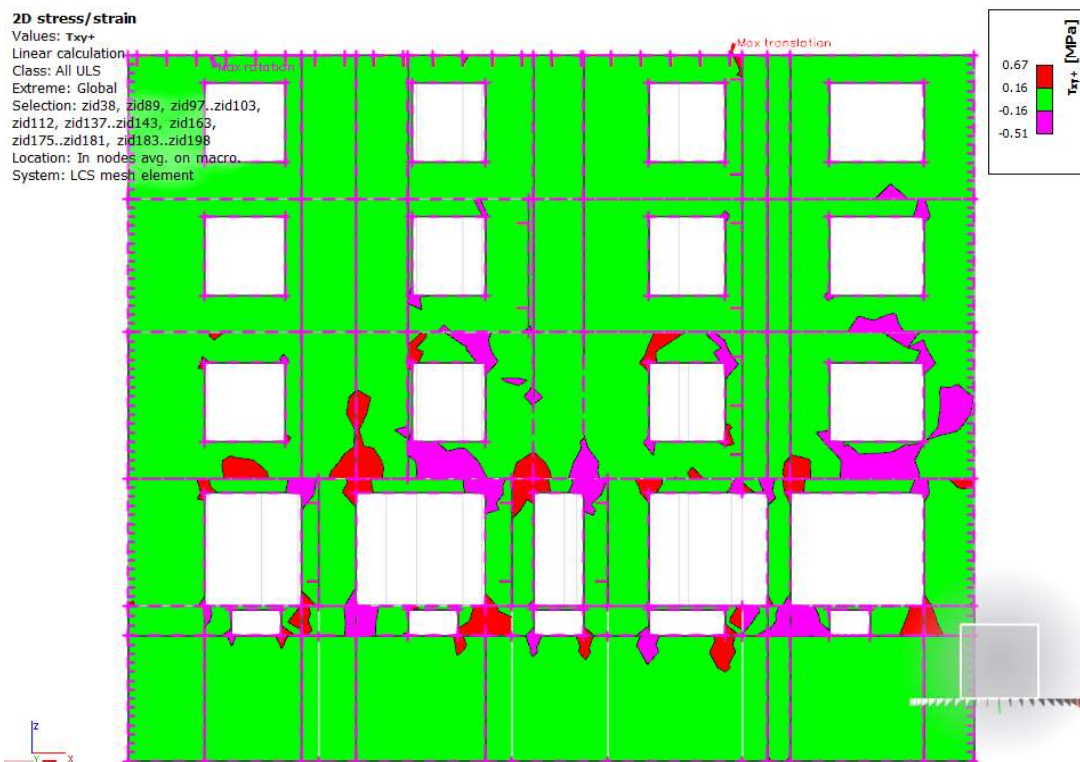 2D stress/strain
Values: τxy+
Linear calculation
Class: All ULS
Extreme: Global
Selection: zid38, zid89, zid97..zid103,
zid112, zid137..zid143, zid163,
zid175..zid181, zid183..zid198
Location: In nodes avg. on macro.
System: LCS mesh element
Max rotation
Max translation
0.67
0.16
-0.16
-0.51
τxy+ [MPa]
Z
Y
X